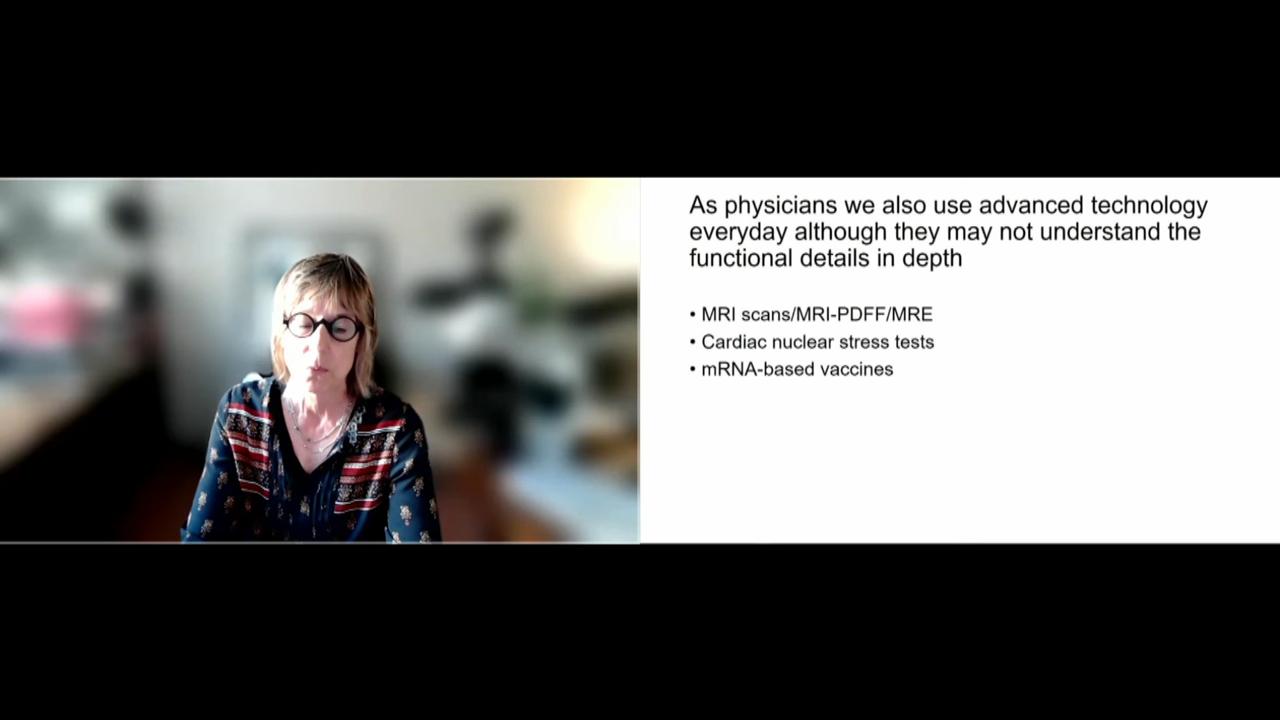 As physicians we also use advanced technology
everyday although they may not understand the
functional details in depth
• MRI scans/MRI-PDFF/MRE
• Cardiac nuclear stress tests
• mRNA-based vaccines